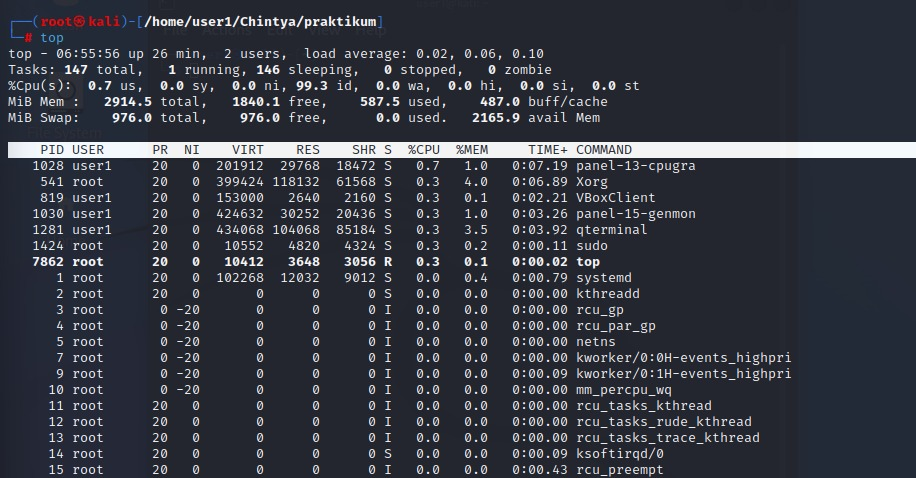 ┌──(root㉿kali)-[/home/user1/Chintya/praktikum]
└─# top
top - 06:55:56 up 26 min,  2 users,  load average: 0.02, 0.06, 0.10
Tasks: 147 total,   1 running, 146 sleeping,   0 stopped,   0 zombie
%Cpu(s):  0.7 us,  0.0 sy,  0.0 ni, 99.3 id,  0.0 wa,  0.0 hi,  0.0 si,  0.0 st
MiB Mem :   2914.5 total,   1840.1 free,    587.5 used,    487.0 buff/cache
MiB Swap:    976.0 total,    976.0 free,      0.0 used.   2165.9 avail Mem
PID USER      PR  NI    VIRT    RES    SHR S  %CPU  %MEM     TIME+ COMMAND
1028 user1     20   0  201912  29768  18472 S   0.7   1.0   0:07.19 panel-13-cpugra
541 root      20   0  399424 118132  61568 S   0.3   4.0   0:06.89 Xorg
819 user1     20   0  153000   2640   2160 S   0.3   0.1   0:02.21 VBoxClient
1030 user1     20   0  424632  30252  20436 S   0.3   1.0   0:03.26 panel-15-genmon
1281 user1     20   0  434068 104068  85184 S   0.3   3.5   0:03.92 qterminal
1424 root      20   0   10552   4820   4324 S   0.3   0.2   0:00.11 sudo
7862 root      20   0   10412   3648   3056 R   0.3   0.1   0:00.02 top
1 root      20   0  102268  12032   9012 S   0.0   0.4   0:00.79 systemd
2 root      20   0       0      0      0 S   0.0   0.0   0:00.00 kthreadd
3 root       0 -20       0      0      0 I   0.0   0.0   0:00.00 rcu_gp
4 root       0 -20       0      0      0 I   0.0   0.0   0:00.00 rcu_par_gp
5 root       0 -20       0      0      0 I   0.0   0.0   0:00.00 netns
7 root       0 -20       0      0      0 I   0.0   0.0   0:00.00 kworker/0:0H-events_highpri
9 root       0 -20       0      0      0 I   0.0   0.0   0:00.09 kworker/0:1H-events_highpri
10 root       0 -20       0      0      0 I   0.0   0.0   0:00.00 mm_percpu_wq
11 root      20   0       0      0      0 I   0.0   0.0   0:00.00 rcu_tasks_kthread
12 root      20   0       0      0      0 I   0.0   0.0   0:00.00 rcu_tasks_rude_kthread
13 root      20   0       0      0      0 I   0.0   0.0   0:00.00 rcu_tasks_trace_kthread
14 root      20   0       0      0      0 S   0.0   0.0   0:00.09 ksoftirqd/0
15 root      20   0       0      0      0 I   0.0   0.0   0:00.43 rcu_preempt